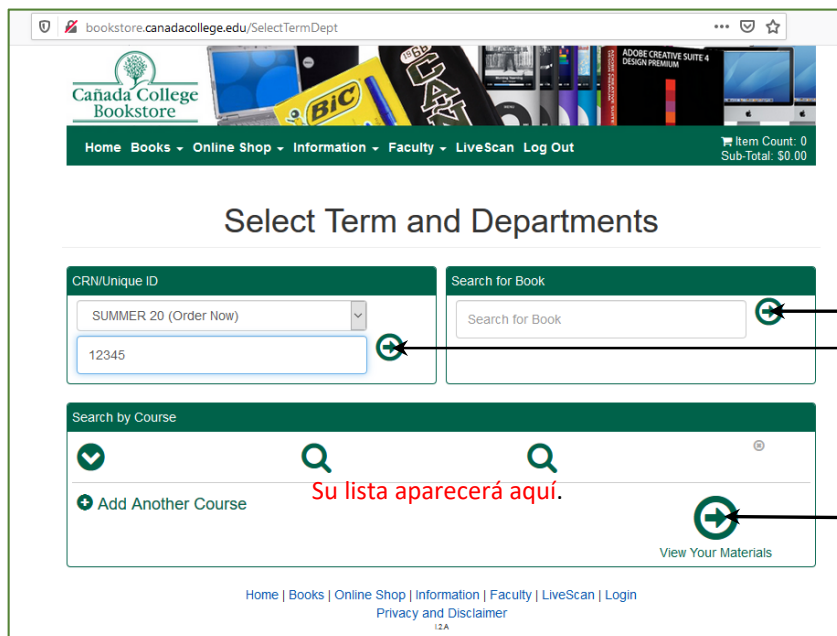 bookstore.canadacollege.edu/SelectTermDept
Cañada College
Bookstore
BiC
1968
CAN
MENU
ADOBE CREATIVE SUITE 4
DESIGN PREMIUM
Home Books Online Shop Information Faculty LiveScan Log Out
Item Count: 0
Sub-Total: $0.00
Select Term and Departments
CRN/Unique ID
SUMMER 20 (Order Now)
12345
Search for Book
Search for Book
Search by Course
Su lista aparecerá aquí.
Add Another Course
View Your Materials
Home | Books | Online Shop | Information | Faculty | LiveScan | Login
Privacy and Disclaimer